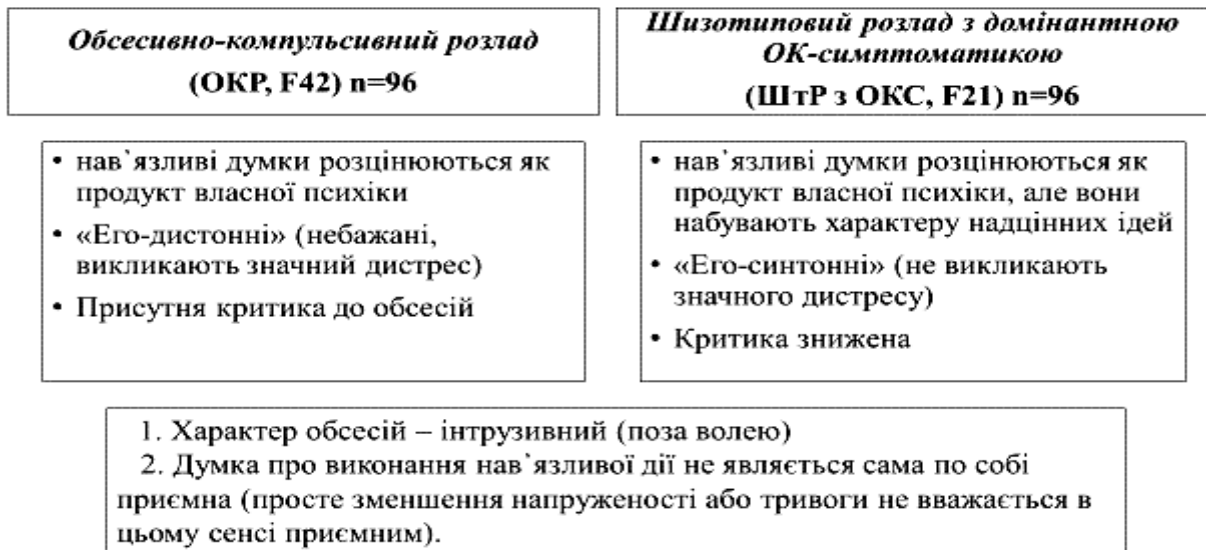 Обсесивно-компульсивний розлад
(ОКР, F42) n=96
Шизотиповий розлад з домінантною
ОК-симптоматикою
(ШтР з ОКС, F21) n=96
• нав`язливі думки розцінюються як
продукт власної психіки
• «Его-дистонні» (небажані,
викликають значний дистрес)
• Присутня критика до обсесій
• нав`язливі думки розцінюються як
продукт власної психіки, але вони
набувають характеру надцінних ідей
• «Его-синтонні» (не викликають
значного дистресу)
• Критика знижена
1. Характер обсесій – інтрузивний (поза волею)
2. Думка про виконання нав`язливої дії не являється сама по собі
приємна (просте зменшення напруженості або тривоги не вважається в
цьому сенсі приємним).